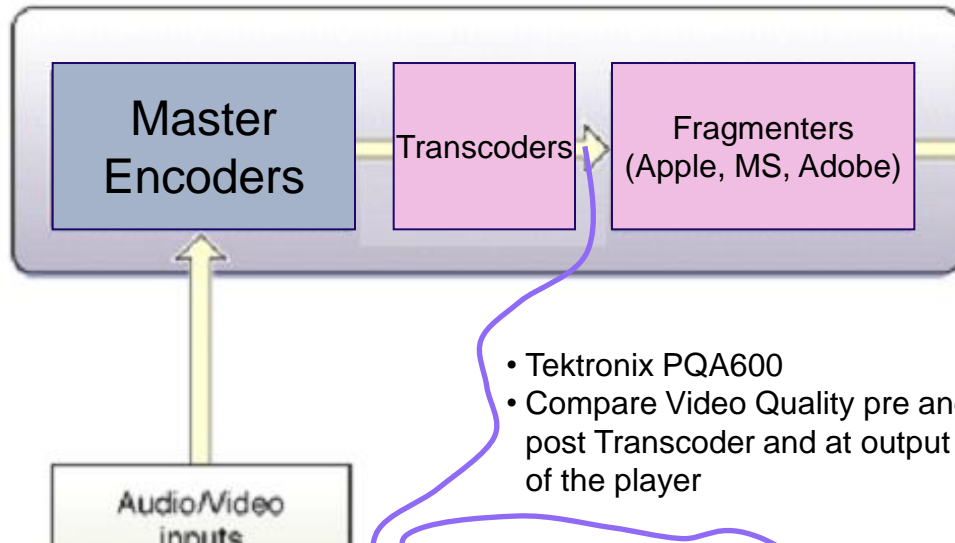 Master
Encoders
Transcoders
Fragmenters
(Apple, MS, Adobe)
• Tektronix PQA600
• Compare Video Quality pre and
post Transcoder and at output
of the player
Audio/Video
inputs